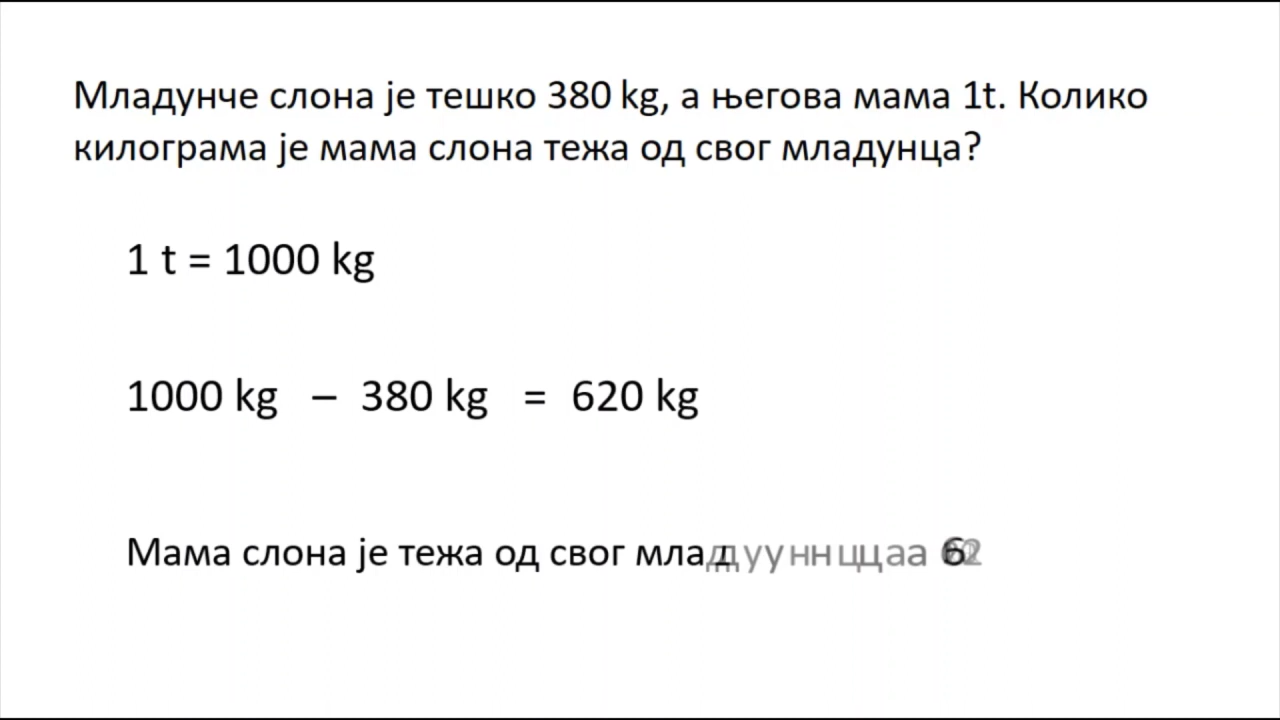 Младунче слона је тешко 380 kg, а његова мама 1t. Колико
килограма је мама слона тежа од свог младунца?
1 t = 1000 kg
1000 kg – 380 kg = 620 kg
Мама слона је тежа од свог младунца